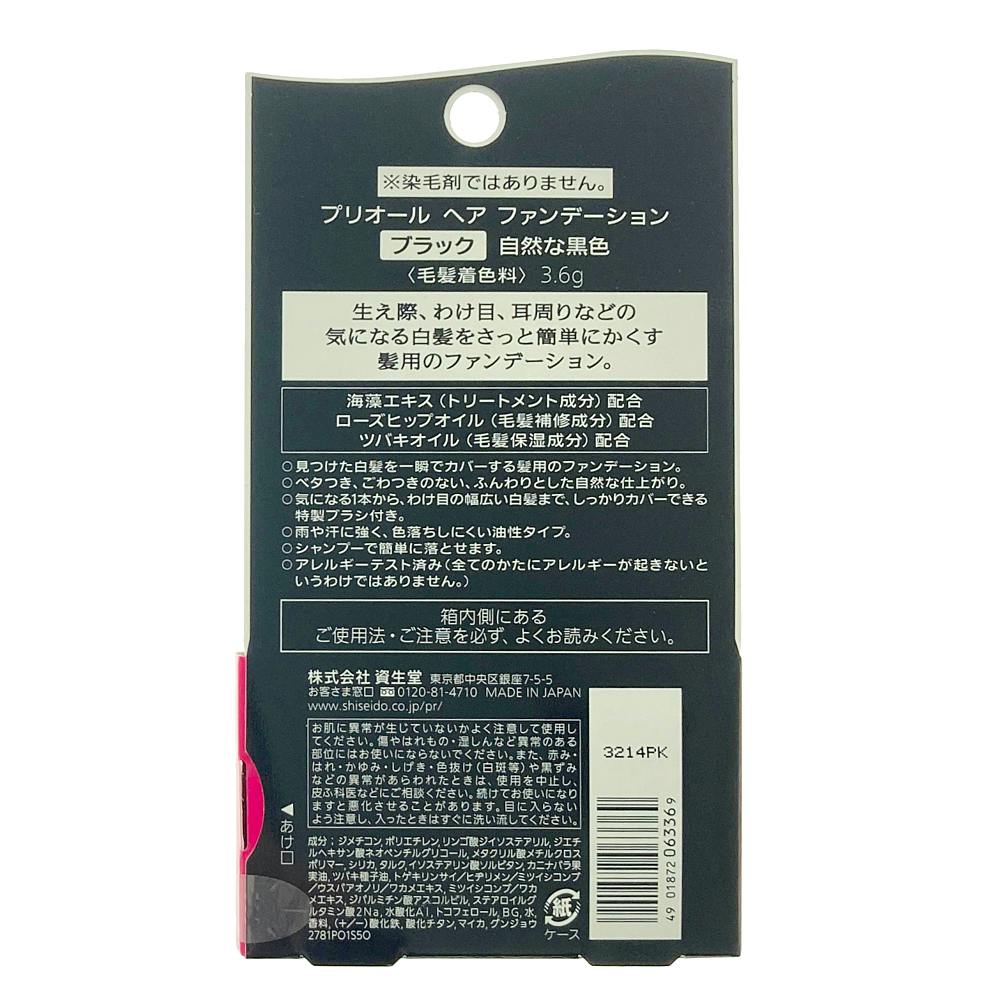 ※染毛剤ではありません。
プリオール ヘア ファンデーション
ブラック 自然な黒色
〈毛髪着色料〉 3.6g
生え際、わけ目、耳周りなどの
気になる白髪をさっと簡単にかくす
髪用のファンデーション。
海藻エキス（トリートメント成分）配合
ローズヒップオイル（毛髪補修成分）配合
ツバキオイル（毛髪保湿成分）配合
○見つけた白髪を一瞬でカバーする髪用のファンデーション。
○ベタつき、ごわつきのない、ふんわりとした自然な仕上がり。
○気になる1本から、わけ目の幅広い白髪まで、しっかりカバーできる
特製ブラシ付き。
○雨や汗に強く、色落ちしにくい油性タイプ。
○シャンプーで簡単に落とせます。
○アレルギーテスト済み（全てのかたにアレルギーが起きないと
いうわけではありません。）
箱内側にある
ご使用法・ご注意を必ず、よくお読みください。
株式会社 資生堂 東京都中央区銀座7-5-5
お客さま窓口 0120-81-4710 MADE IN JAPAN
www.shiseido.co.jp/pr/
お肌に異常が生じていないかよく注意して使用し
てください。傷やはれもの・湿しんなど異常のある
部位にはお使いにならないでください。また、赤み・
はれ・かゆみ・しげき・色抜け（白斑等）や黒ずみ
などの異常があらわれたときは、使用を中止し、
皮ふ科医などにご相談ください。続けてお使いになり
ますと悪化させることがあります。目に入らない
よう注意し、入ったときはすぐに洗い流してください。
成分：ジメチコン、ポリエチレン、リンゴ酸ジイソステアリル、ジエチ
ルヘキサン酸ネオペンチルグリコール、メタクリル酸メチルクロス
ポリマー、シリカ、タルク、イソステアリン酸ソルビタン、カニナバラ果
実油、ツバキ種子油、トゲキリンサイ／ヒヂリメン／ミツイシコンブ
／ウスバアオノリ／ワカメエキス、ミツイシコンブ／ワカ
メエキス、ジパルミチン酸アスコルビル、ステアロイルグ
ルタミン酸2Na、水酸化Al、トコフェロール、BG、水、
香料、（+/−）酸化鉄、酸化チタン、マイカ、グンジョウ
2781P01S50
◀あけ口
紙
ケース
3214PK
4901872063369